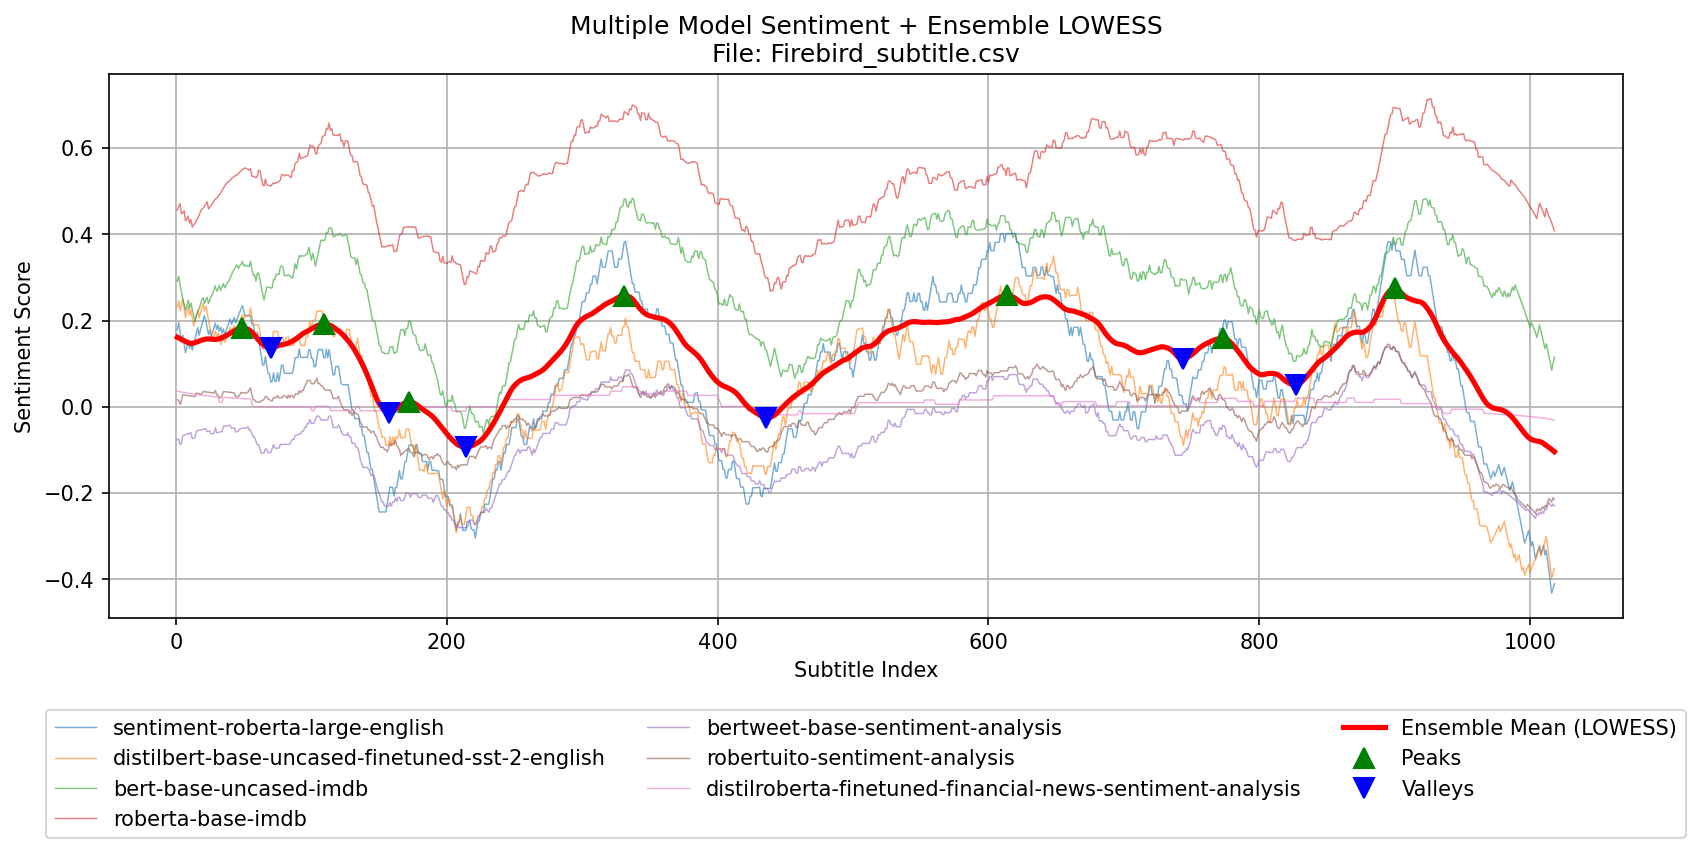 Multiple Model Sentiment + Ensemble LOWESS
File: Firebird_subtitle.csv
Sentiment Score
0.6
0.4
0.2
0.0
−0.2
−0.4
0 200 400 600 800 1000
Subtitle Index
sentiment-roberta-large-english
distilbert-base-uncased-finetuned-sst-2-english
bert-base-uncased-imdb
roberta-base-imdb
bertweet-base-sentiment-analysis
robertuito-sentiment-analysis
distilroberta-finetuned-financial-news-sentiment-analysis
Ensemble Mean (LOWESS)
Peaks
Valleys